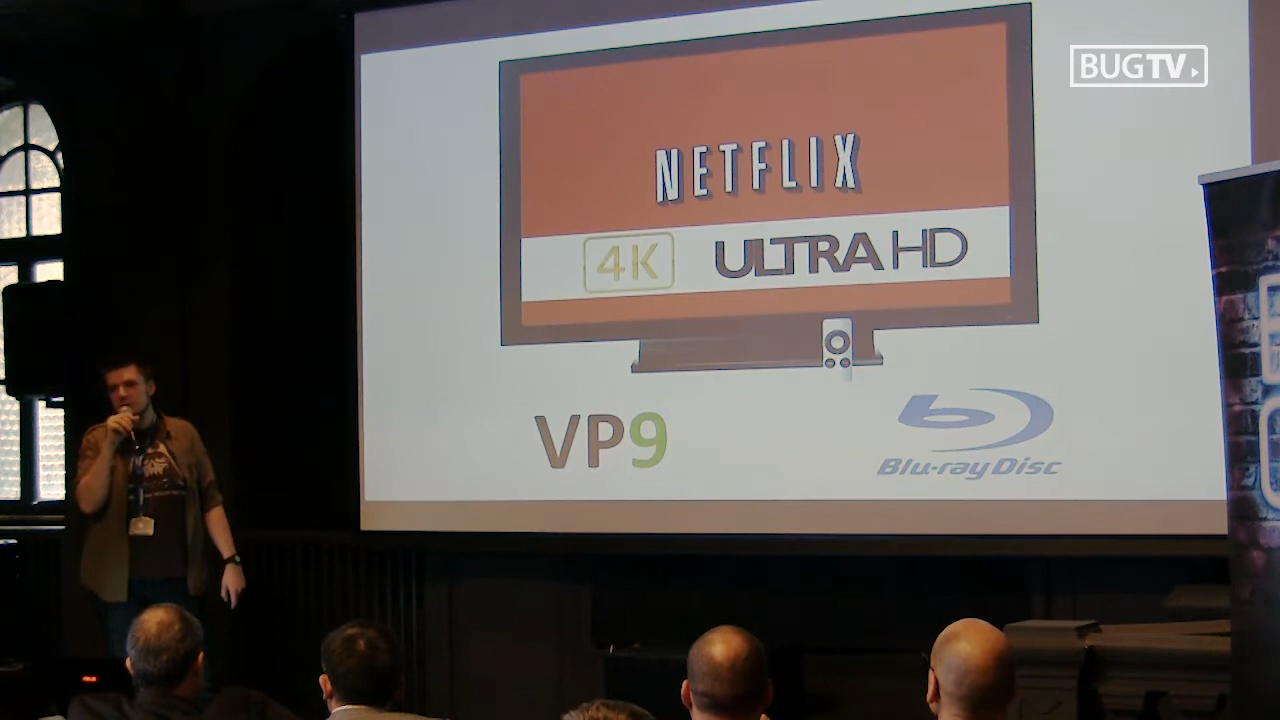 BUGTV
NETFLIX
4K ULTRA HD
VP9
Blu-ray Disc